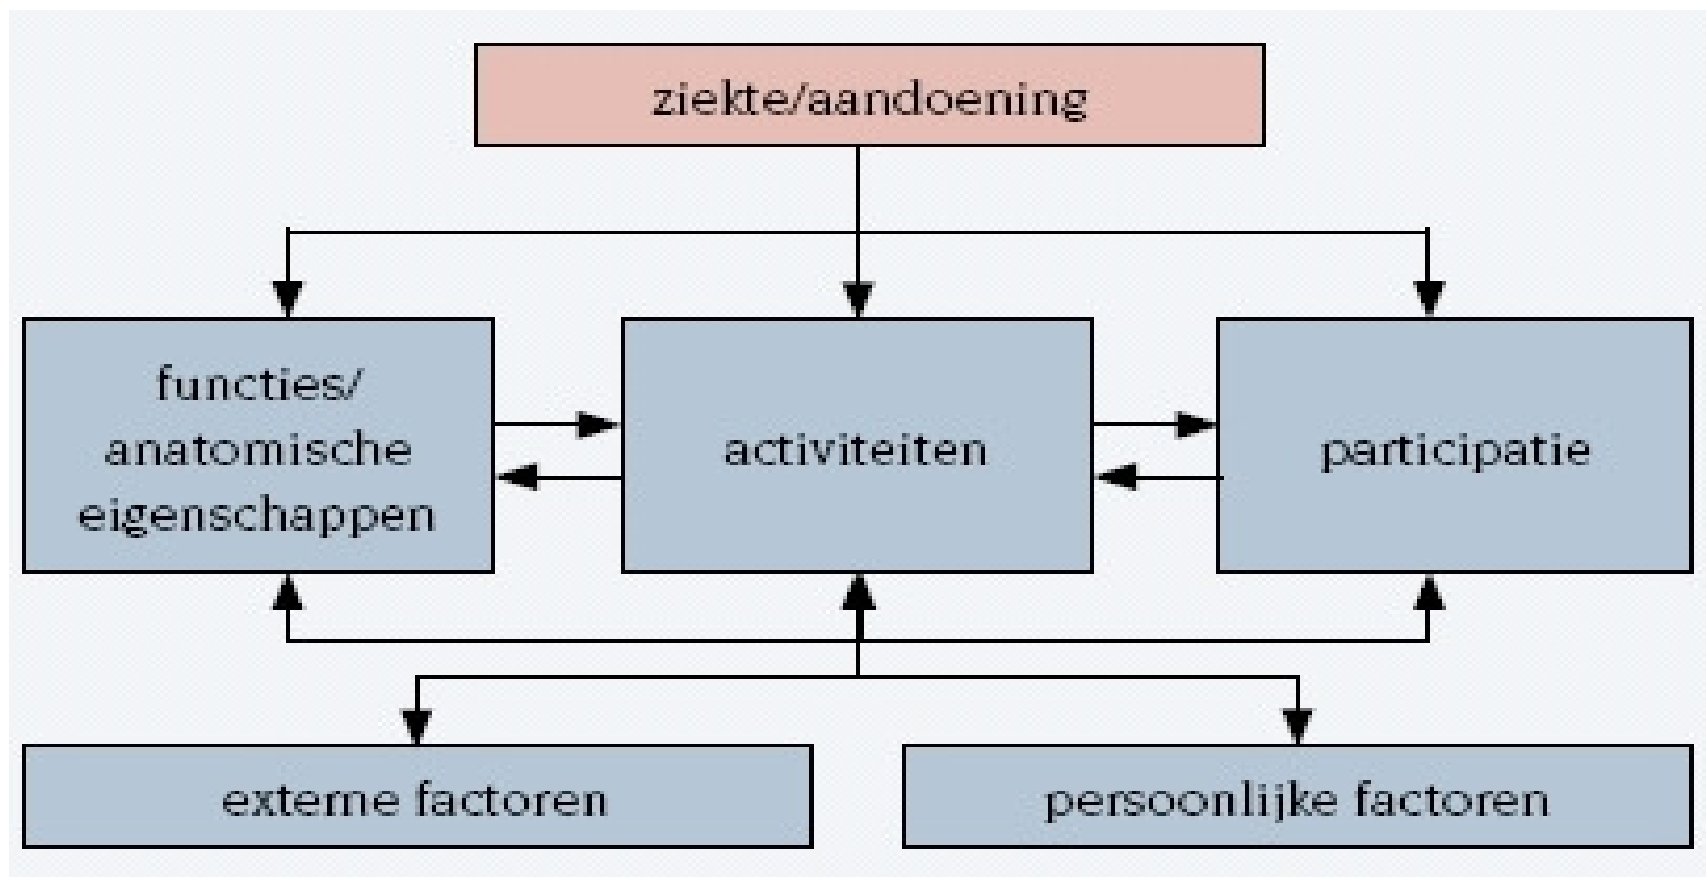 ziekte/aandoening
functies/
anatomische
eigenschappen
activiteiten
participatie
externe factoren
persoonlijke factoren